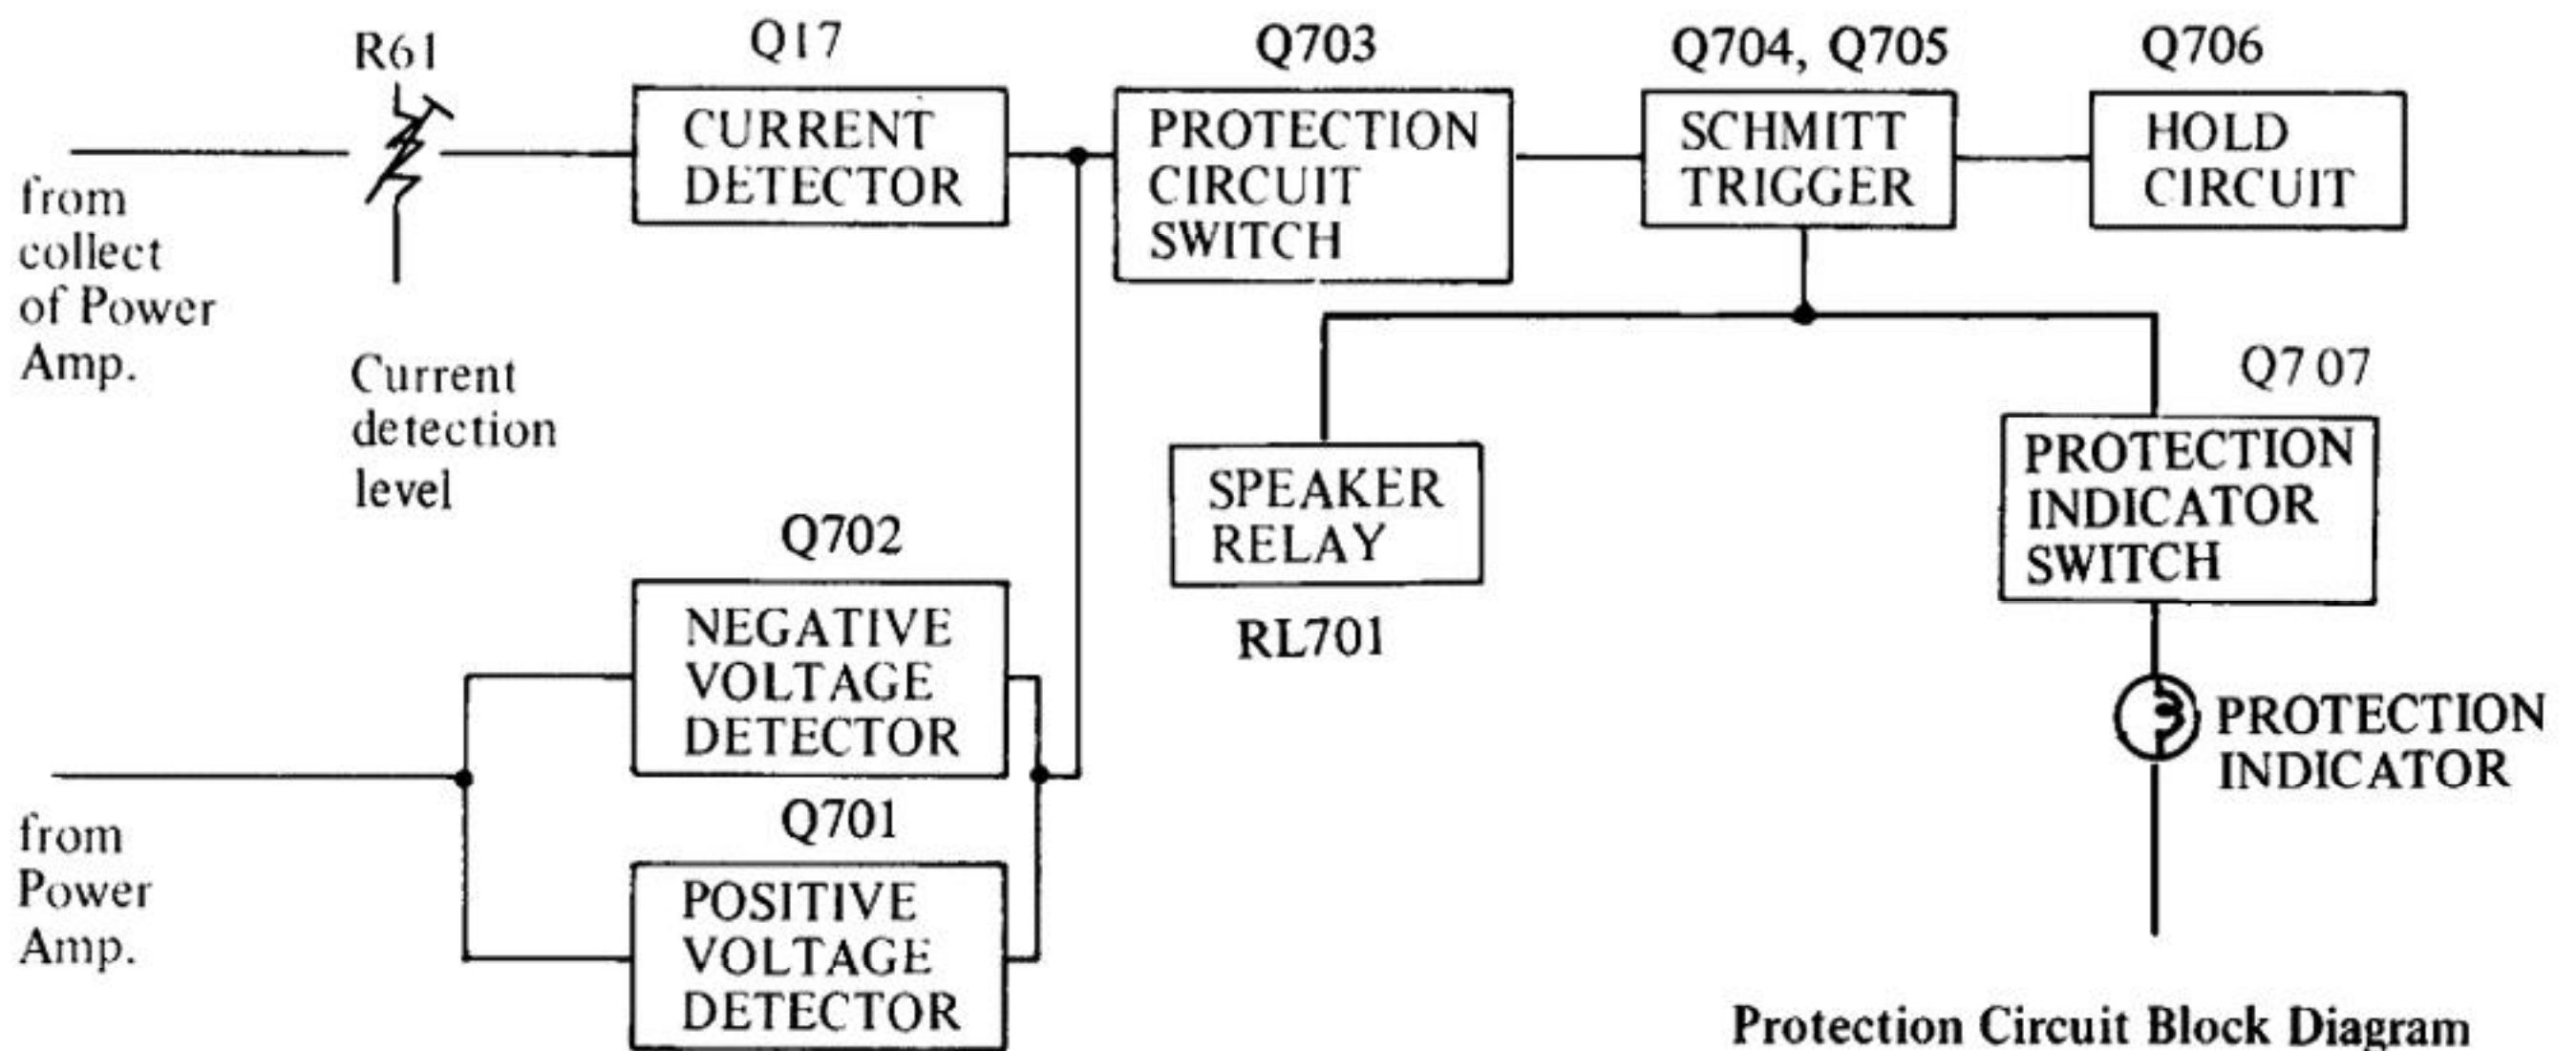 R61
Q17
Q703
Q704, Q705
Q706
CURRENT
DETECTOR
PROTECTION
CIRCUIT
SWITCH
SCHMITT
TRIGGER
HOLD
CIRCUIT
from
collect
of Power
Amp.
Current
detection
level
Q707
SPEAKER
RELAY
RL701
PROTECTION
INDICATOR
SWITCH
PROTECTION
INDICATOR
Q702
NEGATIVE
VOLTAGE
DETECTOR
from
Power
Amp.
Q701
POSITIVE
VOLTAGE
DETECTOR
Protection Circuit Block Diagram